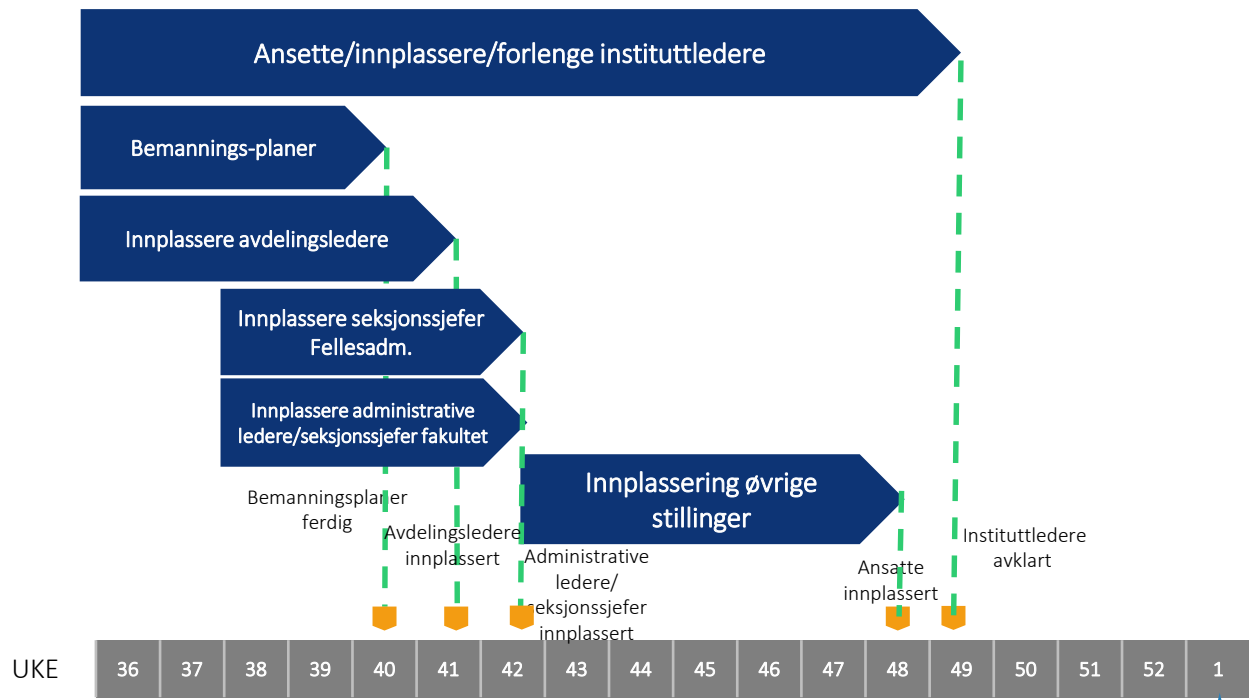 Ansette/innplassere/forlenge instituttledere
Bemannings-planer
Innplassere avdelingsledere
Innplassere seksjonssjefer
Fellesadm.
Innplassere administrative
ledere/seksjonssjefer fakultet
Innplassering øvrige
stillinger
Bemanningsplaner
ferdig
Avdelingsledere
innplassert
Administrative
ledere/
seksjonssjefer
innplassert
Ansatte
innplassert
Instituttledere
avklart
UKE 36 37 38 39 40 41 42 43 44 45 46 47 48 49 50 51 52 1